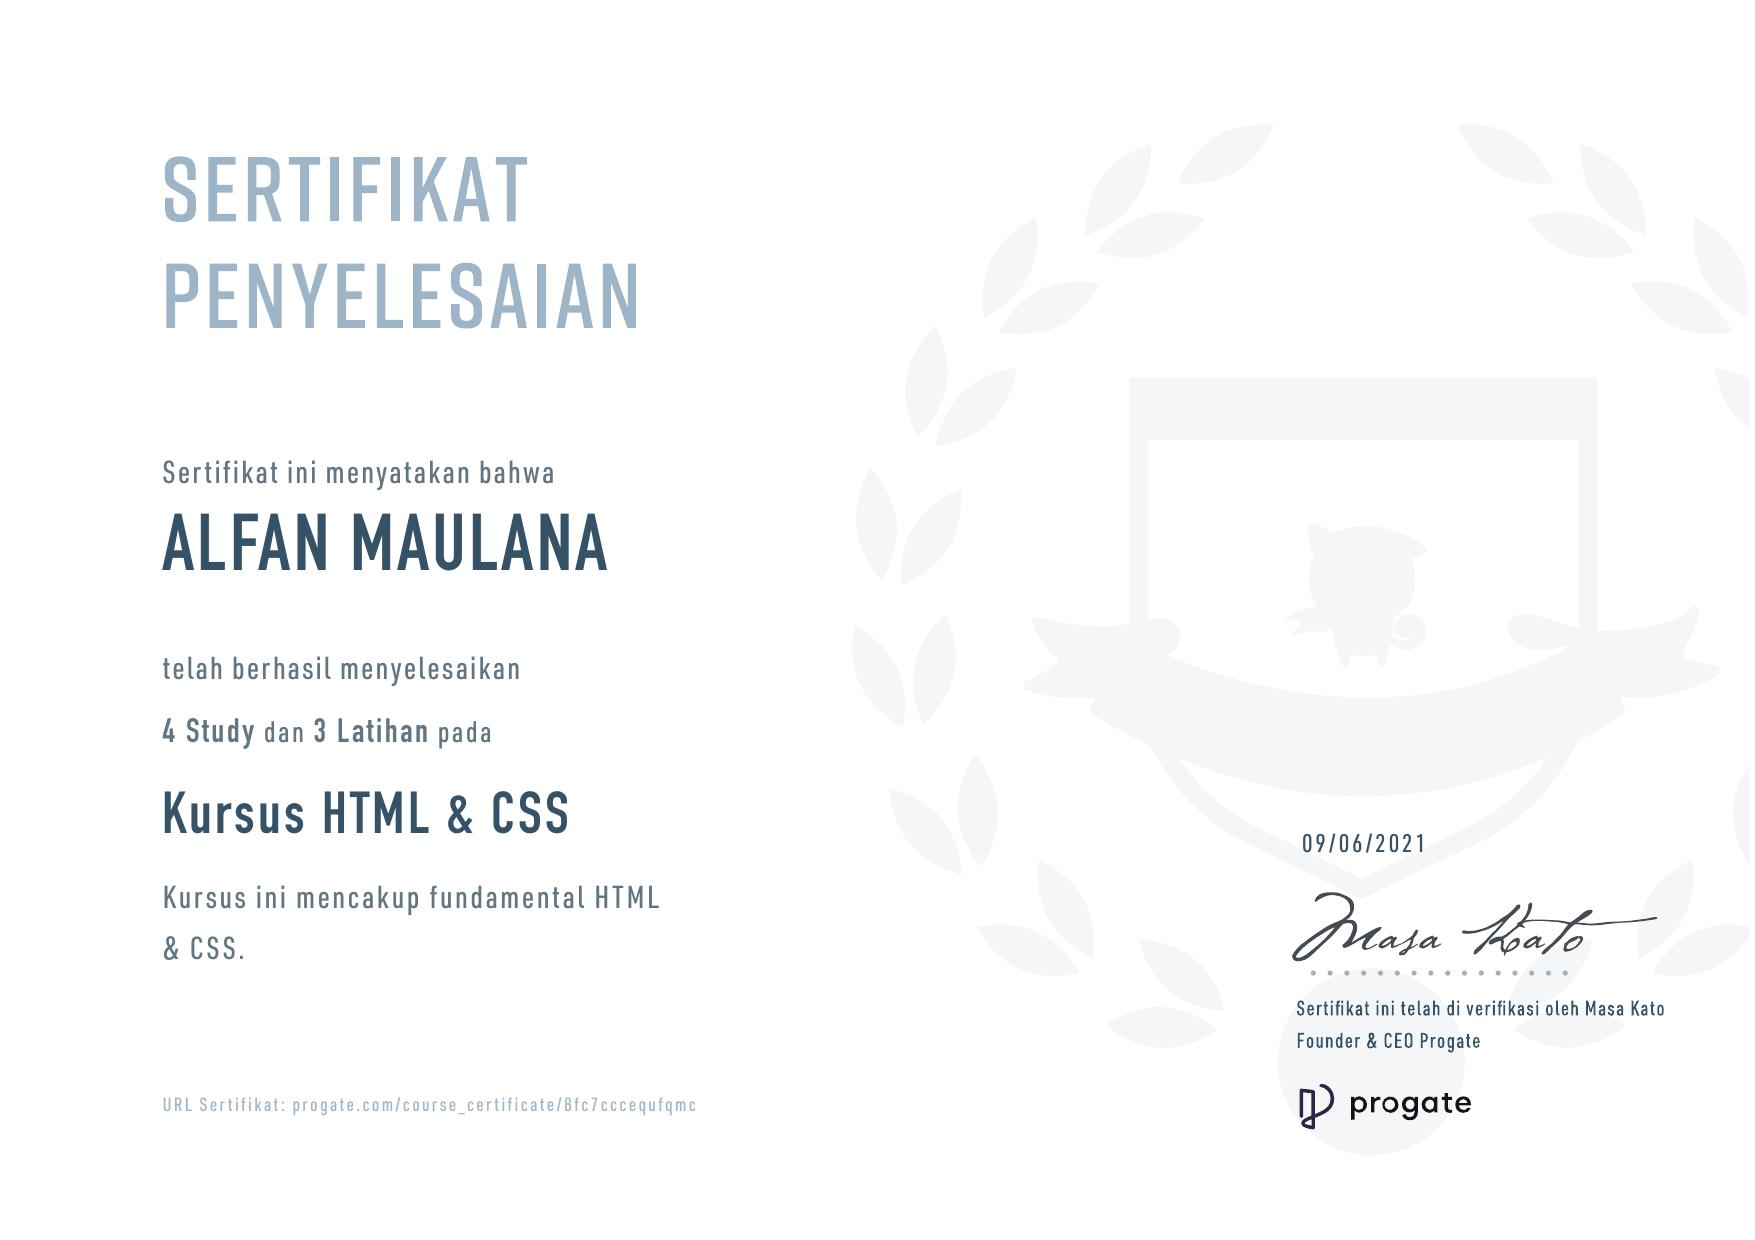 SERTIFIKAT
PENYELESAIAN
Sertifikat ini menyatakan bahwa
ALFAN MAULANA
telah berhasil menyelesaikan
4 Study dan 3 Latihan pada
Kursus HTML & CSS
Kursus ini mencakup fundamental HTML
& CSS.
URL Sertifikat: progate.com/course_certificate/8fc7cccequfqmc
09/06/2021
Masa Kato
Sertifikat ini telah di verifikasi oleh Masa Kato
Founder & CEO Progate
progate